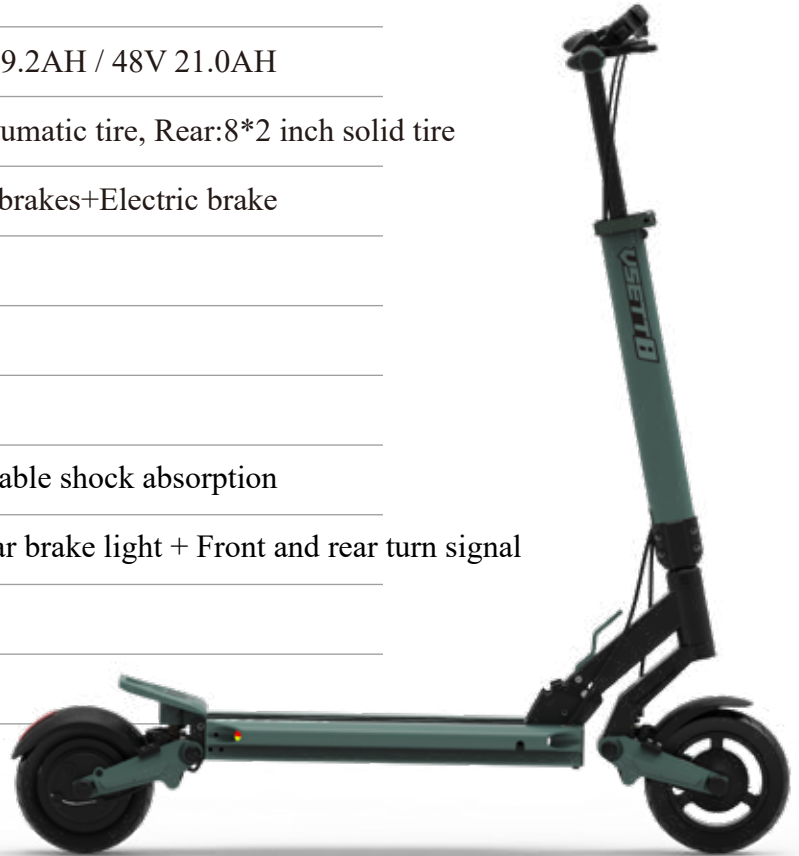 9.2AH / 48V 21.0AH
umatic tire, Rear:8*2 inch solid tire
brakes+Electric brake
able shock absorption
ar brake light + Front and rear turn signal
VSETT8